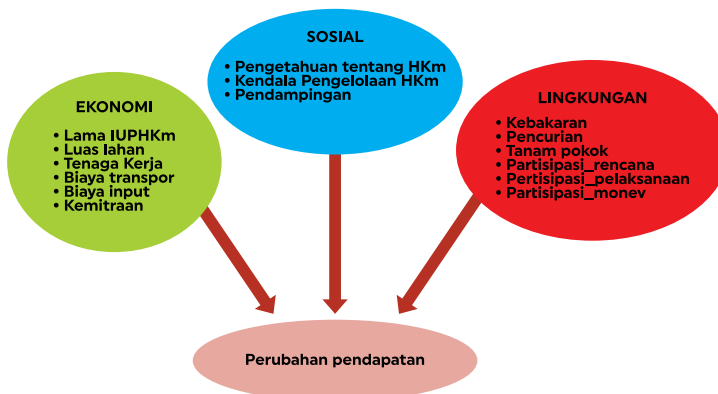 SOSIAL
• Pengetahuan tentang HKm
• Kendala Pengelolaan HKm
• Pendampingan
EKONOMI
• Lama IUPHKm
• Luas lahan
• Tenaga Kerja
• Biaya transpor
• Biaya input
• Kemitraan
LINGKUNGAN
• Kebakaran
• Pencurian
• Tanam pokok
• Partisipasi_rencana
• Pertisipasi_pelaksanaan
• Partisipasi_monev
Perubahan pendapatan